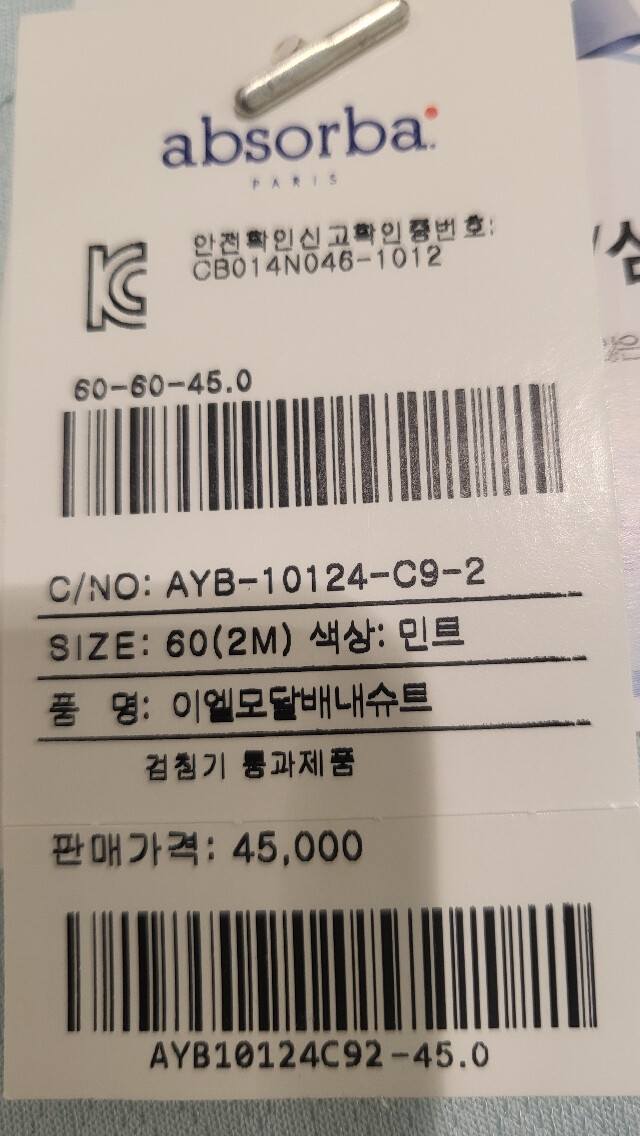 absorba
PARIS
안전확인신고확인증번호:
CB014N046-1012
60-60-45.0
C/NO: AYB-10124-C9-2
SIZE: 60(2M) 색상: 민트
품 명: 이엘모달배내슈트
검침기 통과제품
판매가격: 45,000
AYB10124C92-45.0